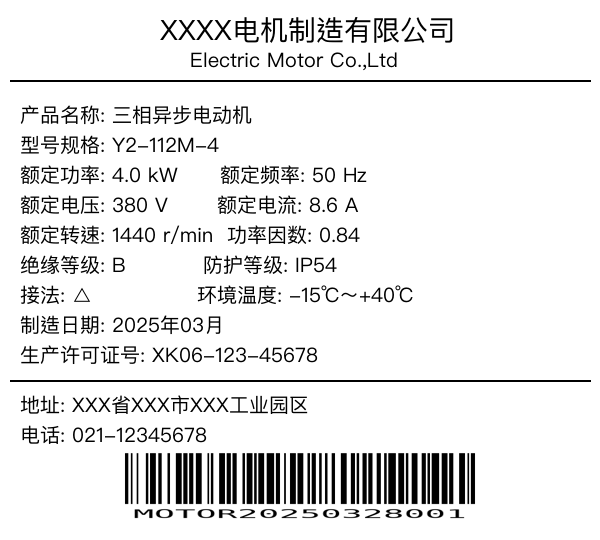 XXXX电机制造有限公司
Electric Motor Co.,Ltd
产品名称: 三相异步电动机
型号规格: Y2-112M-4
额定功率: 4.0 kW 额定频率: 50 Hz
额定电压: 380 V 额定电流: 8.6 A
额定转速: 1440 r/min 功率因数: 0.84
绝缘等级: B 防护等级: IP54
接法: △ 环境温度: -15℃～+40℃
制造日期: 2025年03月
生产许可证号: XK06-123-45678
地址: XXX省XXX市XXX工业园区
电话: 021-12345678
MOTOR20250328001